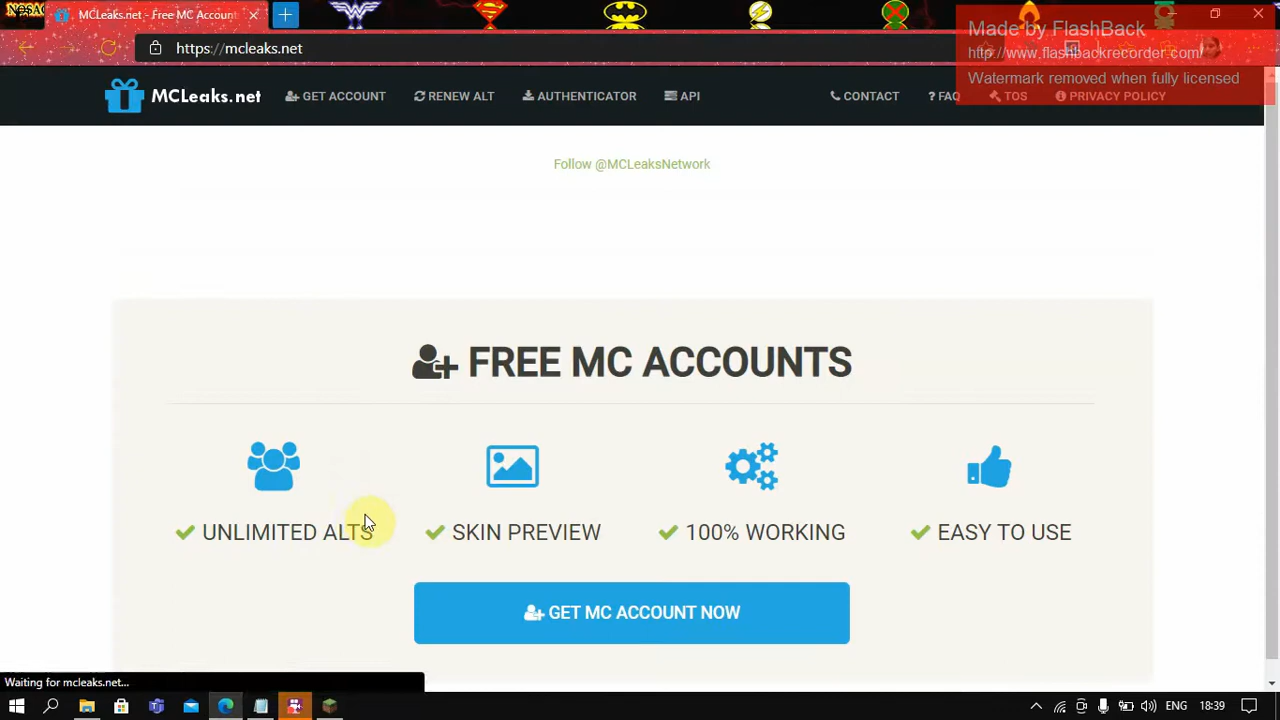 MCLeaks.net - Free MC Accoun
Made by FlashBack
http://www.flashbackrecorder.com/
Watermark removed when fully licensed
https://mcleaks.net
MCLeaks.net GET ACCOUNT RENEW ALT AUTHENTICATOR API CONTACT ? FAQ TOS PRIVACY POLICY
Follow @MCLeaksNetwork
FREE MC ACCOUNTS
UNLIMITED ALTS SKIN PREVIEW 100% WORKING EASY TO USE
GET MC ACCOUNT NOW
Waiting for mcleaks.net...
ENG 18:39